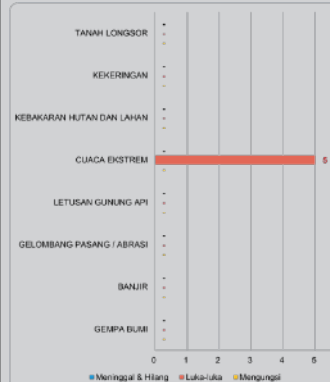 TANAH LONGSOR
-
-
-
KEKERINGAN
-
-
-
KEBAKARAN HUTAN DAN LAHAN
-
-
-
CUACA EKSTREM
-
5
-
LETUSAN GUNUNG API
-
-
-
GELOMBANG PASANG / ABRASI
-
-
-
BANJIR
-
-
-
GEMPA BUMI
-
-
-
0 1 2 3 4 5
Meninggal & Hilang Luka-luka Mengungsi